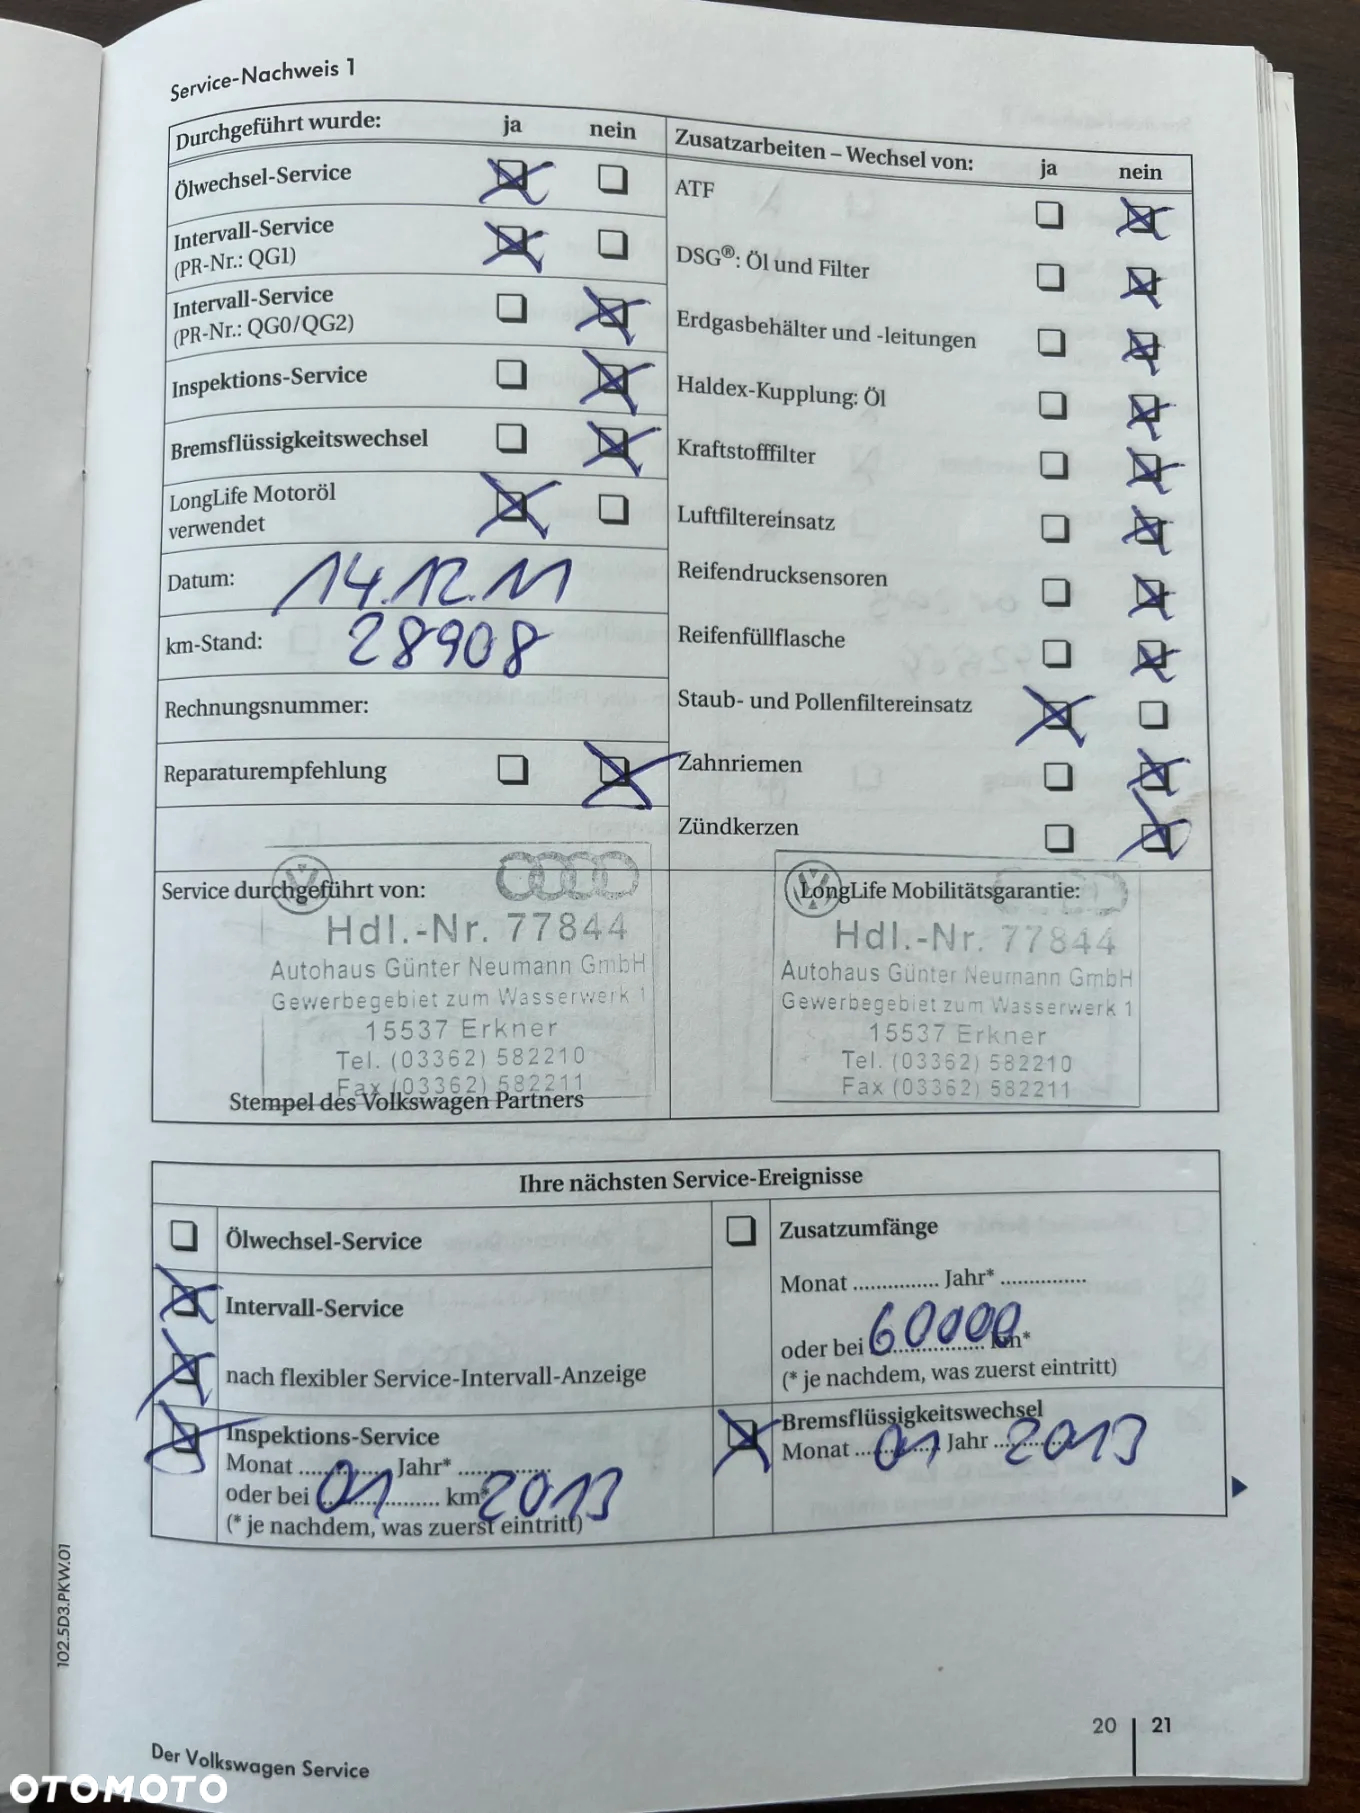 Service-Nachweis 1
Durchgeführt wurde: ja nein
Ölwechsel-Service
Intervall-Service
(PR-Nr.: QG1)
Intervall-Service
(PR-Nr.: QG0/QG2)
Inspektions-Service
Bremsflüssigkeitswechsel
LongLife Motoröl
verwendet
Datum: 14.12.11
km-Stand: 28908
Rechnungsnummer:
Reparaturempfehlung
Zusatzarbeiten – Wechsel von: ja nein
ATF
DSG®: Öl und Filter
Erdgasbehälter und -leitungen
Haldex-Kupplung: Öl
Kraftstofffilter
Luftfiltereinsatz
Reifendrucksensoren
Reifenfüllflasche
Staub- und Pollenfiltereinsatz
Zahnriemen
Zündkerzen
Service durchgeführt von:
Hdl.-Nr. 77844
Autohaus Günter Neumann GmbH
Gewerbegebiet zum Wasserwerk 1
15537 Erkner
Tel. (03362) 582210
Fax (03362) 582211
Stempel des Volkswagen Partners
LongLife Mobilitätsgarantie:
Hdl.-Nr. 77844
Autohaus Günter Neumann GmbH
Gewerbegebiet zum Wasserwerk 1
15537 Erkner
Tel. (03362) 582210
Fax (03362) 582211
Ihre nächsten Service-Ereignisse
Ölwechsel-Service
Intervall-Service
nach flexibler Service-Intervall-Anzeige
Inspektions-Service
Monat .............. Jahr* ..............
oder bei 01 km* 2013
(* je nachdem, was zuerst eintritt)
Zusatzumfänge
Monat .............. Jahr* ..............
oder bei 60000 km*
(* je nachdem, was zuerst eintritt)
Bremsflüssigkeitswechsel
Monat 01 Jahr 2013
102.5D3.PKW.01
20 21
Der Volkswagen Service
OTOMOTO